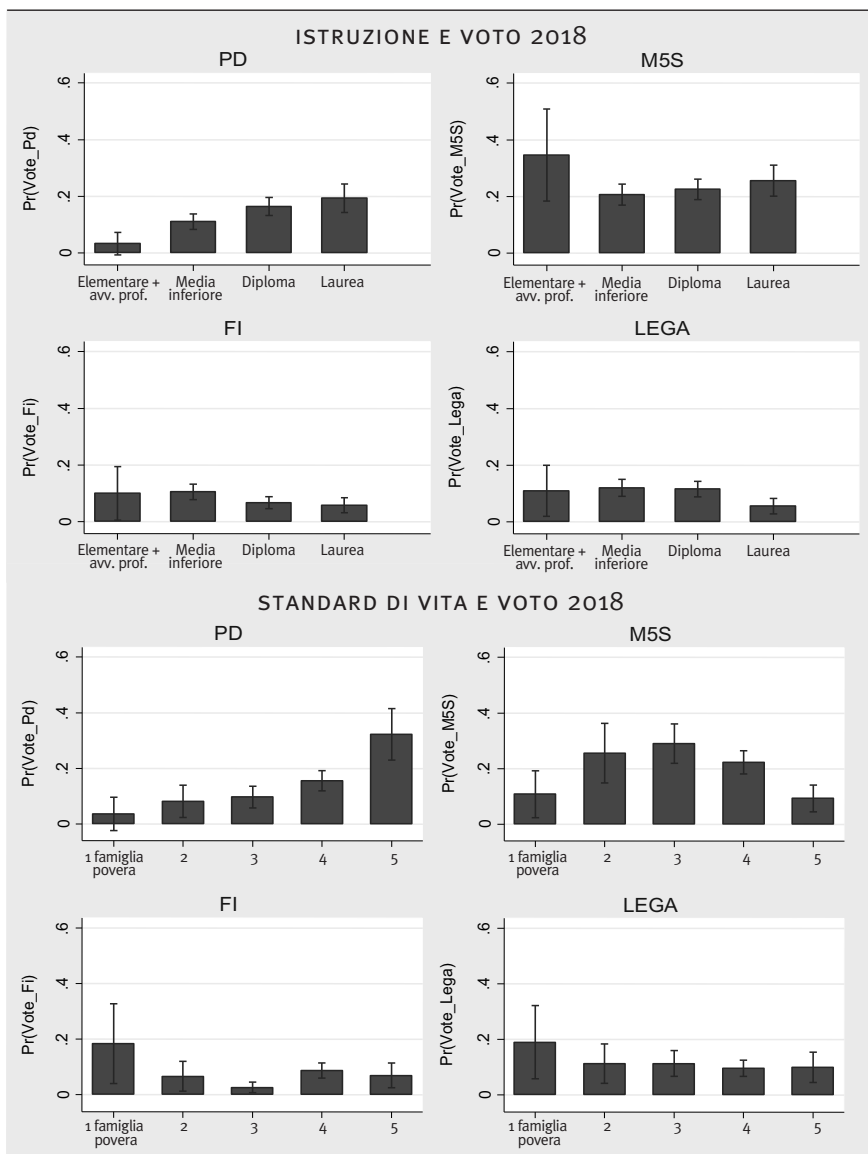 ISTRUZIONE E VOTO 2018
PD
Pr(Vote_Pd)
.6
.4
.2
0
Elementare +
avv. prof.
Media
inferiore
Diploma
Laurea
M5S
Pr(Vote_M5S)
.6
.4
.2
0
Elementare +
avv. prof.
Media
inferiore
Diploma
Laurea
FI
Pr(Vote_Fi)
.6
.4
.2
0
Elementare +
avv. prof.
Media
inferiore
Diploma
Laurea
LEGA
Pr(Vote_Lega)
.6
.4
.2
0
Elementare +
avv. prof.
Media
inferiore
Diploma
Laurea
STANDARD DI VITA E VOTO 2018
PD
Pr(Vote_Pd)
.6
.4
.2
0
1 famiglia
povera
2
3
4
5
M5S
Pr(Vote_M5S)
.6
.4
.2
0
1 famiglia
povera
2
3
4
5
FI
Pr(Vote_Fi)
.6
.4
.2
0
1 famiglia
povera
2
3
4
5
LEGA
Pr(Vote_Lega)
.6
.4
.2
0
1 famiglia
povera
2
3
4
5